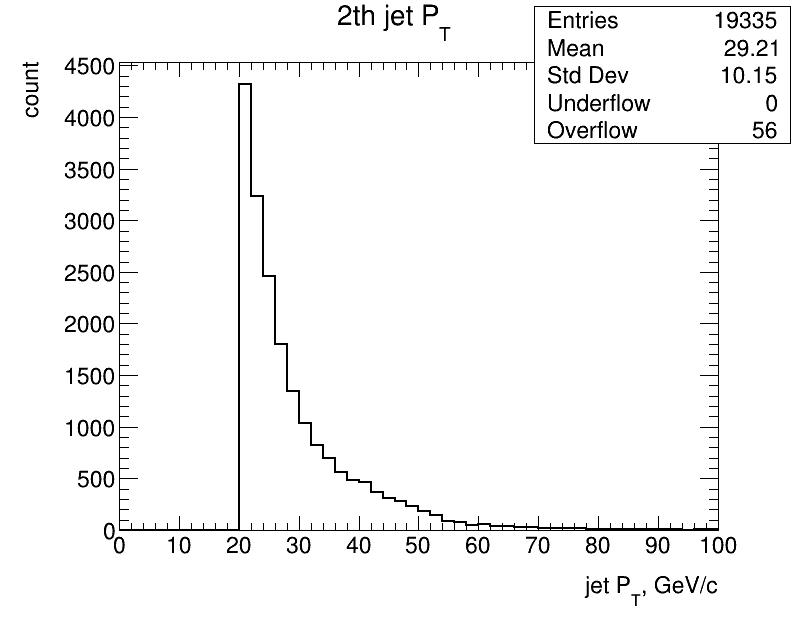 2th jet P_T
Entries 19335
Mean 29.21
Std Dev 10.15
Underflow 0
Overflow 56
count
4500
4000
3500
3000
2500
2000
1500
1000
500
0
0 10 20 30 40 50 60 70 80 90 100
jet P_T, GeV/c